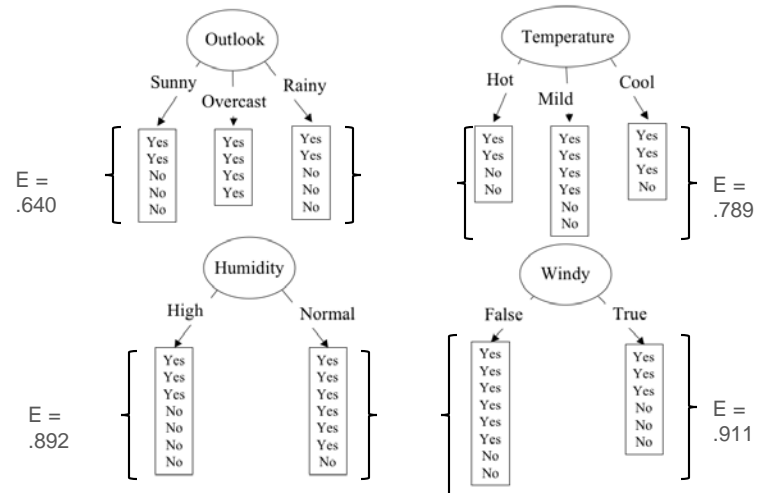 Outlook
Sunny
Overcast
Rainy
Yes
Yes
No
No
No
Yes
Yes
Yes
Yes
Yes
Yes
No
No
No
E =
.640
Temperature
Hot
Mild
Cool
Yes
Yes
No
No
Yes
Yes
Yes
Yes
No
No
Yes
Yes
Yes
No
E =
.789
Humidity
High
Normal
Yes
Yes
Yes
No
No
No
No
Yes
Yes
Yes
Yes
Yes
Yes
No
E =
.892
Windy
False
True
Yes
Yes
Yes
Yes
Yes
Yes
No
No
Yes
Yes
Yes
No
No
No
E =
.911